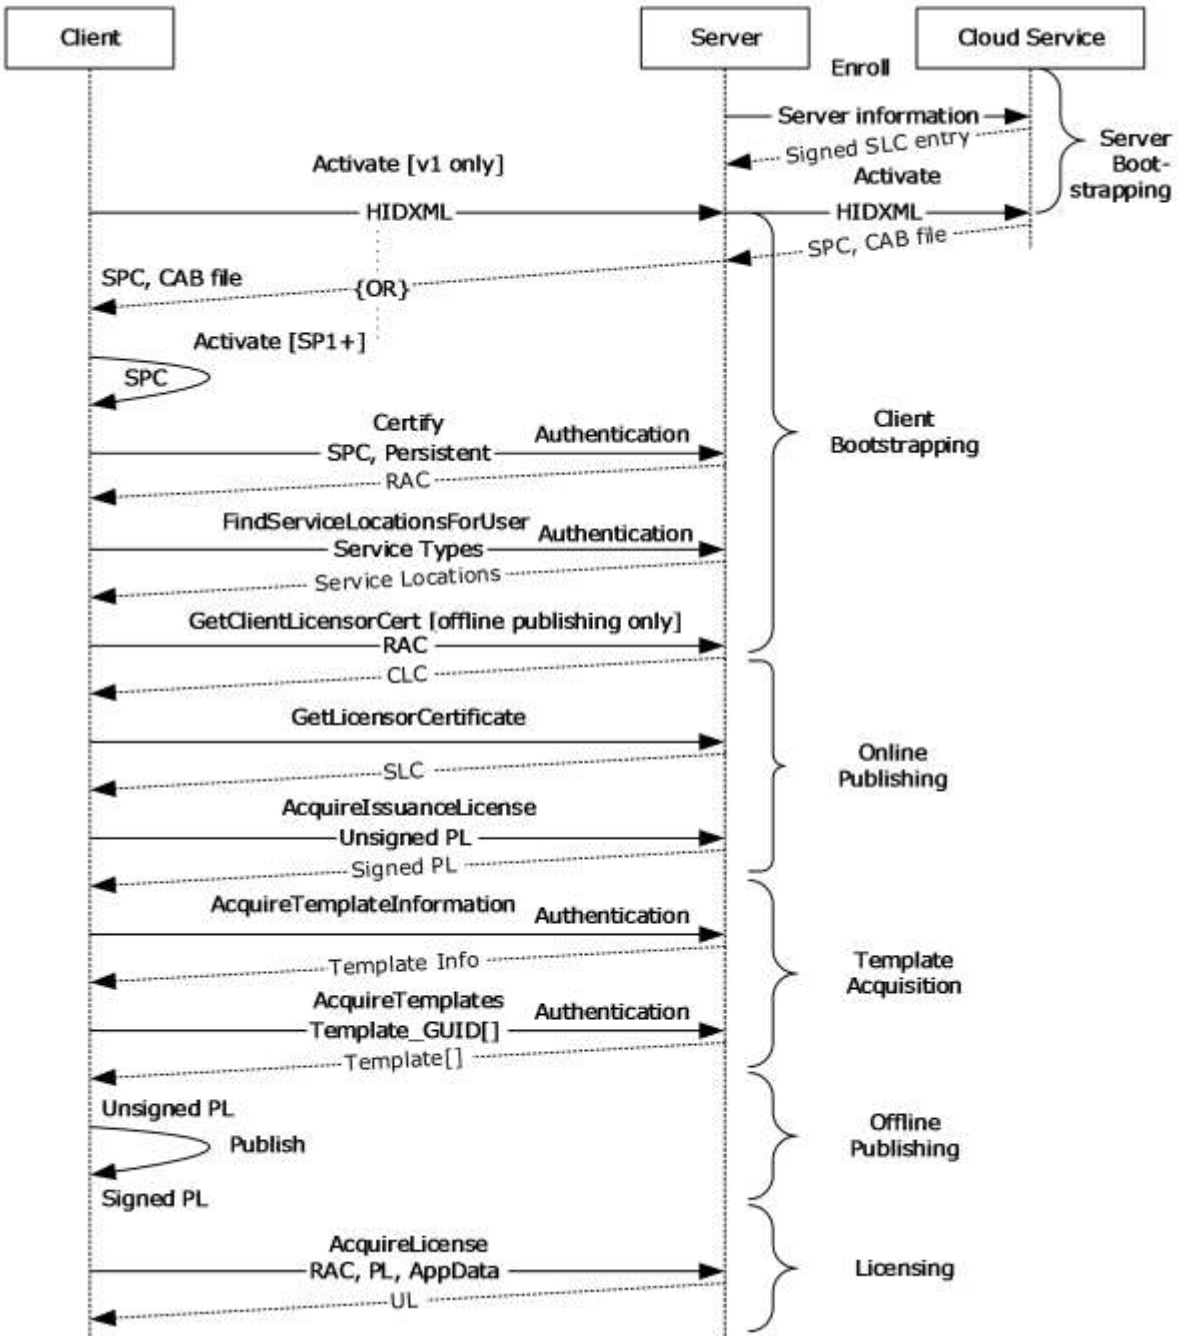 Client
Server
Cloud Service
Enroll
Server information
Signed SLC entry
Server
Boot-
strapping
Activate [v1 only]
Activate
HIDXML
HIDXML
SPC, CAB file
SPC, CAB file
{OR}
Activate [SP1+]
SPC
Certify
Authentication
SPC, Persistent
RAC
Client
Bootstrapping
FindServiceLocationsForUser
Authentication
Service Types
Service Locations
GetClientLicensorCert [offline publishing only]
RAC
CLC
GetLicensorCertificate
SLC
Online
Publishing
AcquireIssuanceLicense
Unsigned PL
Signed PL
AcquireTemplateInformation
Authentication
Template Info
Template
Acquisition
AcquireTemplates
Authentication
Template_GUID[]
Template[]
Unsigned PL
Publish
Signed PL
Offline
Publishing
AcquireLicense
RAC, PL, AppData
UL
Licensing